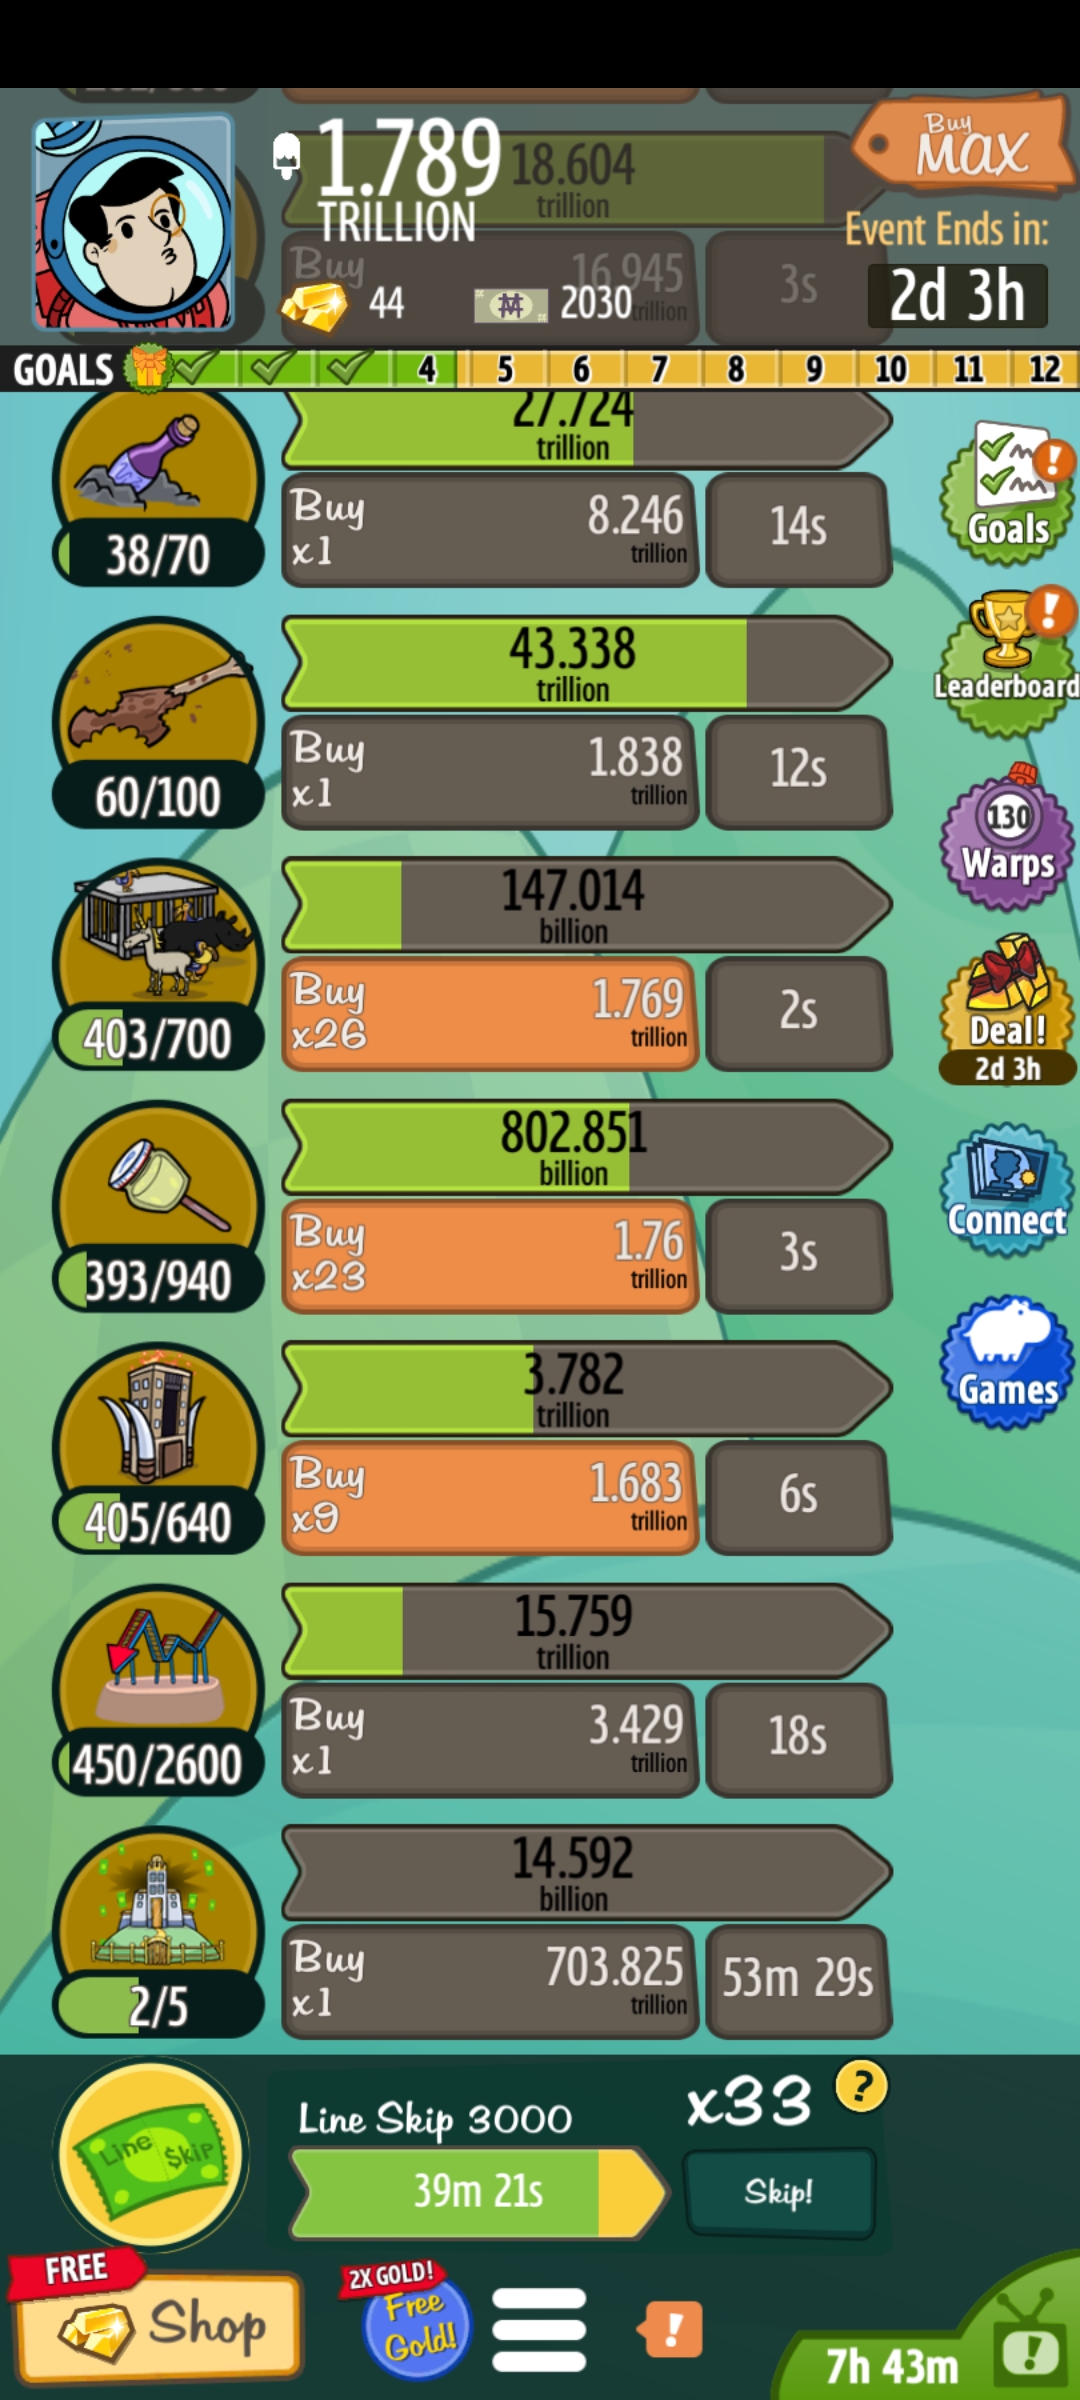 1.789
TRILLION
18.604
trillion
Buy
MAX
Event Ends in:
2d 3h
Buy
16.945
trillion
3s
44
2030
GOALS
4
5
6
7
8
9
10
11
12
27.724
trillion
38/70
Buy
x1
8.246
trillion
14s
Goals
43.338
trillion
60/100
Buy
x1
1.838
trillion
12s
Leaderboard
130
Warps
147.014
billion
403/700
Buy
x26
1.769
trillion
2s
Deal!
2d 3h
802.851
billion
393/940
Buy
x23
1.76
trillion
3s
Connect
3.782
trillion
405/640
Buy
x9
1.683
trillion
6s
Games
15.759
trillion
450/2600
Buy
x1
3.429
trillion
18s
14.592
billion
2/5
Buy
x1
703.825
trillion
53m 29s
Line $kip
Line Skip 3000
x33
?
39m 21s
Skip!
FREE
Shop
2X GOLD!
Free
Gold!
!
7h 43m
!